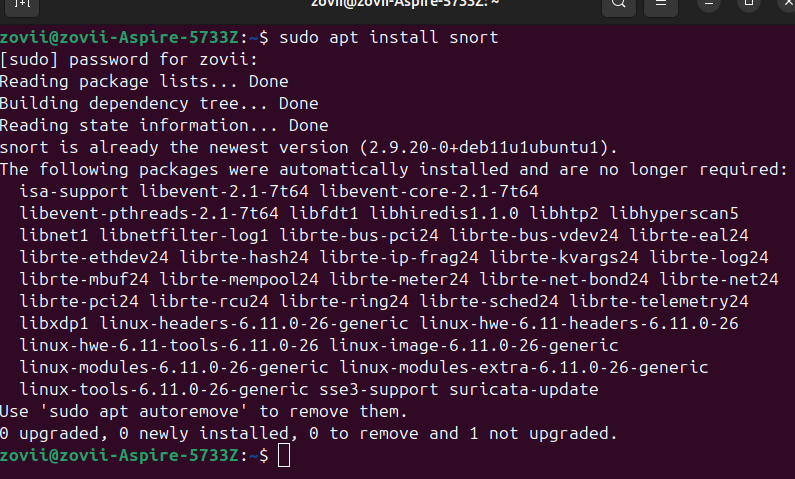 zovii@zovii-Aspire-5733Z: ~
zovii@zovii-Aspire-5733Z:~$ sudo apt install snort
[sudo] password for zovii:
Reading package lists... Done
Building dependency tree... Done
Reading state information... Done
snort is already the newest version (2.9.20-0+deb11u1ubuntu1).
The following packages were automatically installed and are no longer required:
  isa-support libevent-2.1-7t64 libevent-core-2.1-7t64
  libevent-pthreads-2.1-7t64 libfdt1 libhiredis1.1.0 libhtp2 libhyperscan5
  libnet1 libnetfilter-log1 librte-bus-pci24 librte-bus-vdev24 librte-eal24
  librte-ethdev24 librte-hash24 librte-ip-frag24 librte-kvargs24 librte-log24
  librte-mbuf24 librte-mempool24 librte-meter24 librte-net-bond24 librte-net24
  librte-pci24 librte-rcu24 librte-ring24 librte-sched24 librte-telemetry24
  libxdp1 linux-headers-6.11.0-26-generic linux-hwe-6.11-headers-6.11.0-26
  linux-hwe-6.11-tools-6.11.0-26 linux-image-6.11.0-26-generic
  linux-modules-6.11.0-26-generic linux-modules-extra-6.11.0-26-generic
  linux-tools-6.11.0-26-generic sse3-support suricata-update
Use 'sudo apt autoremove' to remove them.
0 upgraded, 0 newly installed, 0 to remove and 1 not upgraded.
zovii@zovii-Aspire-5733Z:~$